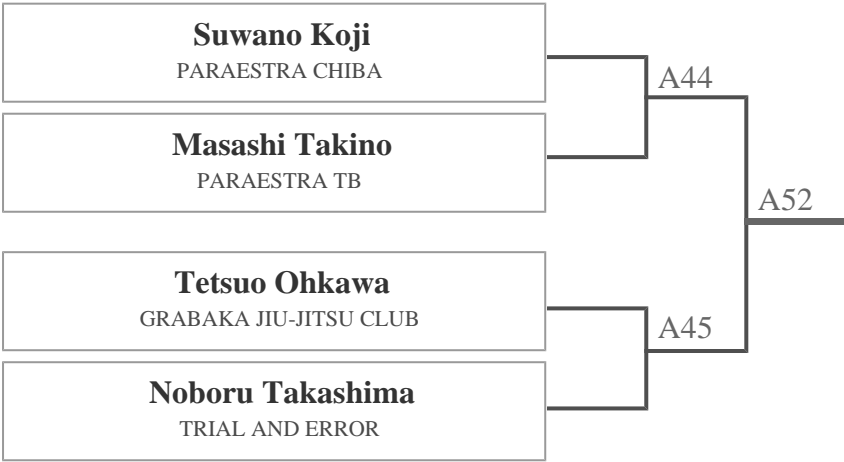 Suwano Koji
PARAESTRA CHIBA
A44
Masashi Takino
PARAESTRA TB
A52
Tetsuo Ohkawa
GRABAKA JIU-JITSU CLUB
A45
Noboru Takashima
TRIAL AND ERROR